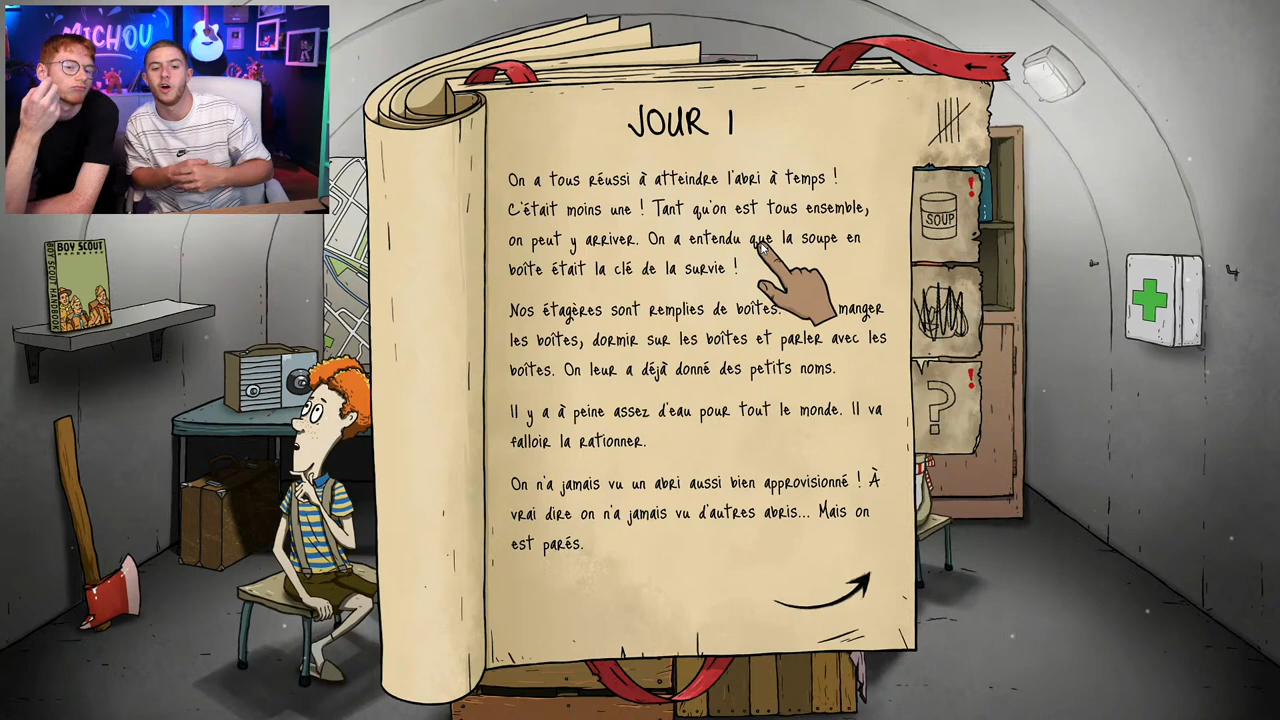 MICHOU
BOY SCOUT
BOY SCOUT HANDBOOK
JOUR 1
On a tous réussi à atteindre l'abri à temps !
C'était moins une ! Tant qu'on est tous ensemble,
on peut y arriver. On a entendu que la soupe en
boîte était la clé de la survie !
Nos étagères sont remplies de boîtes. manger
les boîtes, dormir sur les boîtes et parler avec les
boîtes. On leur a déjà donné des petits noms.
Il y a à peine assez d'eau pour tout le monde. Il va
falloir la rationner.
On n'a jamais vu un abri aussi bien approvisionné ! À
vrai dire on n'a jamais vu d'autres abris... Mais on
est parés.
!
SOUP
?
!